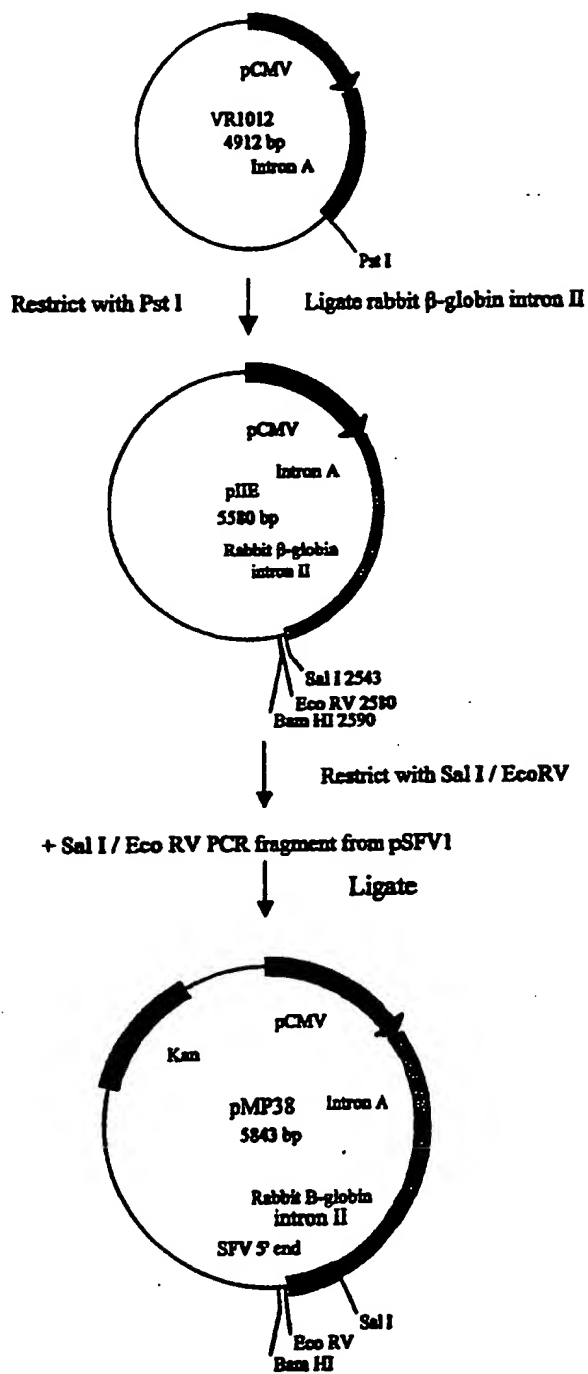 pCMV
VR1012
4912 bp
Intron A
Pst I
Restrict with Pst I
Ligate rabbit β-globin intron II
pCMV
Intron A
pIIE
5580 bp
Rabbit β-globin
intron II
Sal I 2543
Eco RV 2580
Bam HI 2590
Restrict with Sal I / EcoRV
+ Sal I / Eco RV PCR fragment from pSFV1
Ligate
pCMV
Kan
pMP38
Intron A
5843 bp
Rabbit B-globin
intron II
SFV 5' end
Sal I
Eco RV
Bam HI